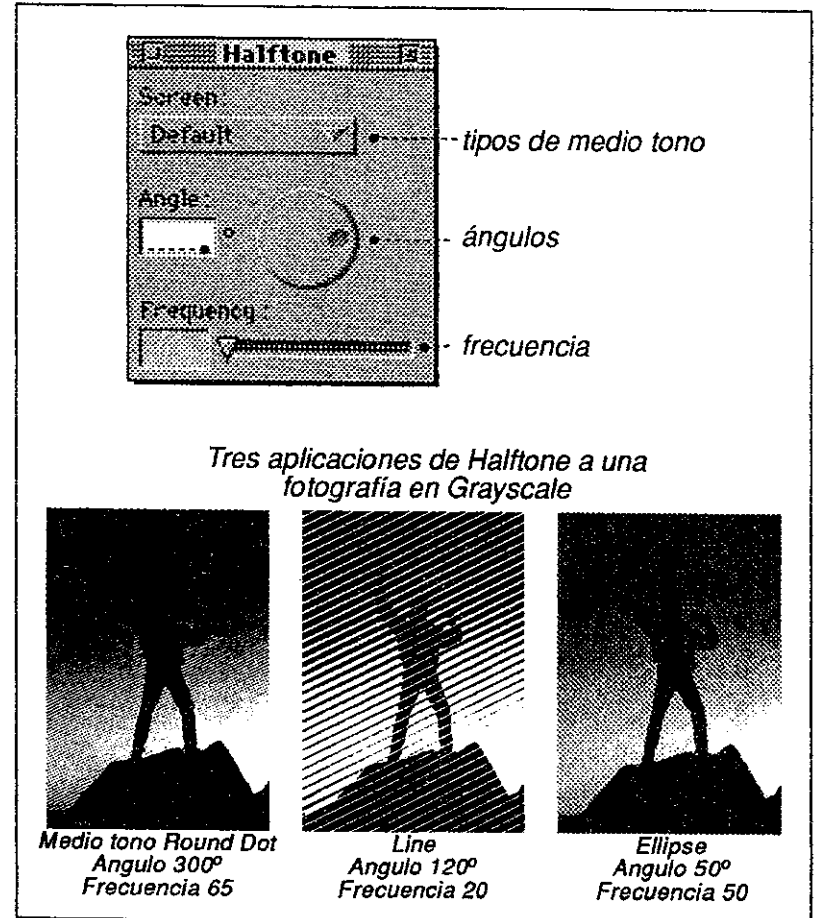 Halftone
Screen:
Default
tipos de medio tono
Angle:
°
ángulos
Frequency:
frecuencia
Tres aplicaciones de Halftone a una
fotografía en Grayscale
Medio tono Round Dot
Angulo 300º
Frecuencia 65
Line
Angulo 120º
Frecuencia 20
Ellipse
Angulo 50º
Frecuencia 50